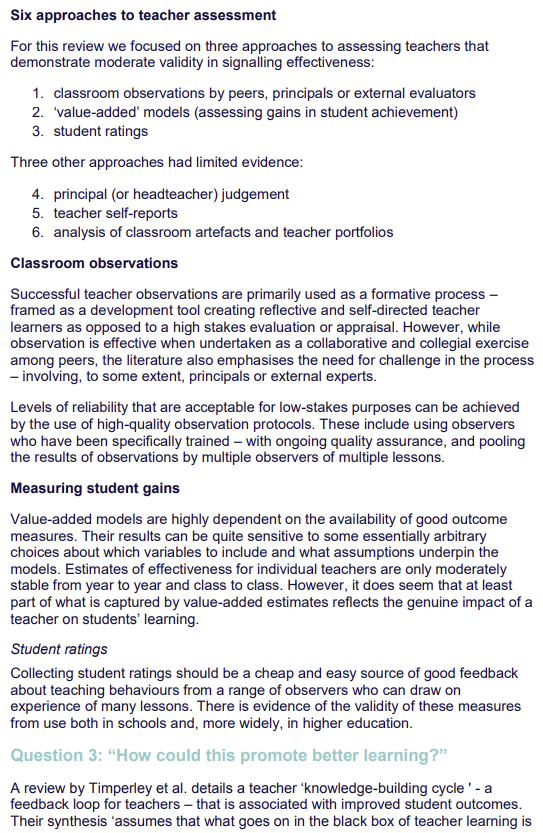 Six approaches to teacher assessment
For this review we focused on three approaches to assessing teachers that
demonstrate moderate validity in signalling effectiveness:
1. classroom observations by peers, principals or external evaluators
2. ‘value-added’ models (assessing gains in student achievement)
3. student ratings
Three other approaches had limited evidence:
4. principal (or headteacher) judgement
5. teacher self-reports
6. analysis of classroom artefacts and teacher portfolios
Classroom observations
Successful teacher observations are primarily used as a formative process –
framed as a development tool creating reflective and self-directed teacher
learners as opposed to a high stakes evaluation or appraisal. However, while
observation is effective when undertaken as a collaborative and collegial exercise
among peers, the literature also emphasises the need for challenge in the process
– involving, to some extent, principals or external experts.
Levels of reliability that are acceptable for low-stakes purposes can be achieved
by the use of high-quality observation protocols. These include using observers
who have been specifically trained – with ongoing quality assurance, and pooling
the results of observations by multiple observers of multiple lessons.
Measuring student gains
Value-added models are highly dependent on the availability of good outcome
measures. Their results can be quite sensitive to some essentially arbitrary
choices about which variables to include and what assumptions underpin the
models. Estimates of effectiveness for individual teachers are only moderately
stable from year to year and class to class. However, it does seem that at least
part of what is captured by value-added estimates reflects the genuine impact of a
teacher on students’ learning.
Student ratings
Collecting student ratings should be a cheap and easy source of good feedback
about teaching behaviours from a range of observers who can draw on
experience of many lessons. There is evidence of the validity of these measures
from use both in schools and, more widely, in higher education.
Question 3: “How could this promote better learning?”
A review by Timperley et al. details a teacher ‘knowledge-building cycle ' - a
feedback loop for teachers – that is associated with improved student outcomes.
Their synthesis ‘assumes that what goes on in the black box of teacher learning is